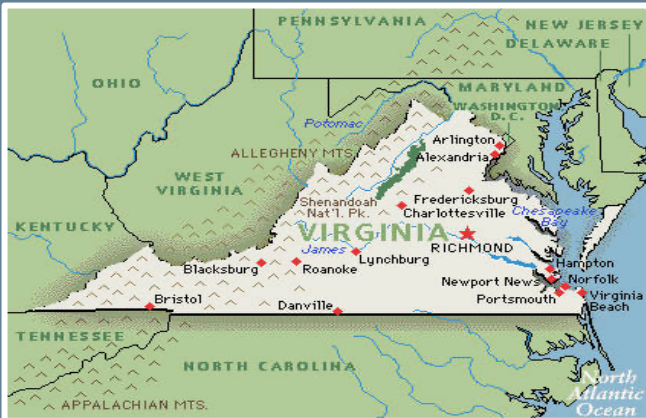 PENNSYLVANIA
NEW JERSEY
DELAWARE
OHIO
MARYLAND
WASHINGTON
D.C.
Potomac
Arlington
Alexandria
ALLEGHENY MTS.
WEST
VIRGINIA
Shenandoah
Nat'l. Pk.
Fredericksburg
Charlottesville
Chesapeake
Bay
KENTUCKY
VIRGINIA
RICHMOND
James
Lynchburg
Blacksburg
Roanoke
Hampton
Newport News
Norfolk
Portsmouth
Virginia
Beach
Bristol
Danville
TENNESSEE
NORTH CAROLINA
APPALACHIAN MTS.
North
Atlantic
Ocean